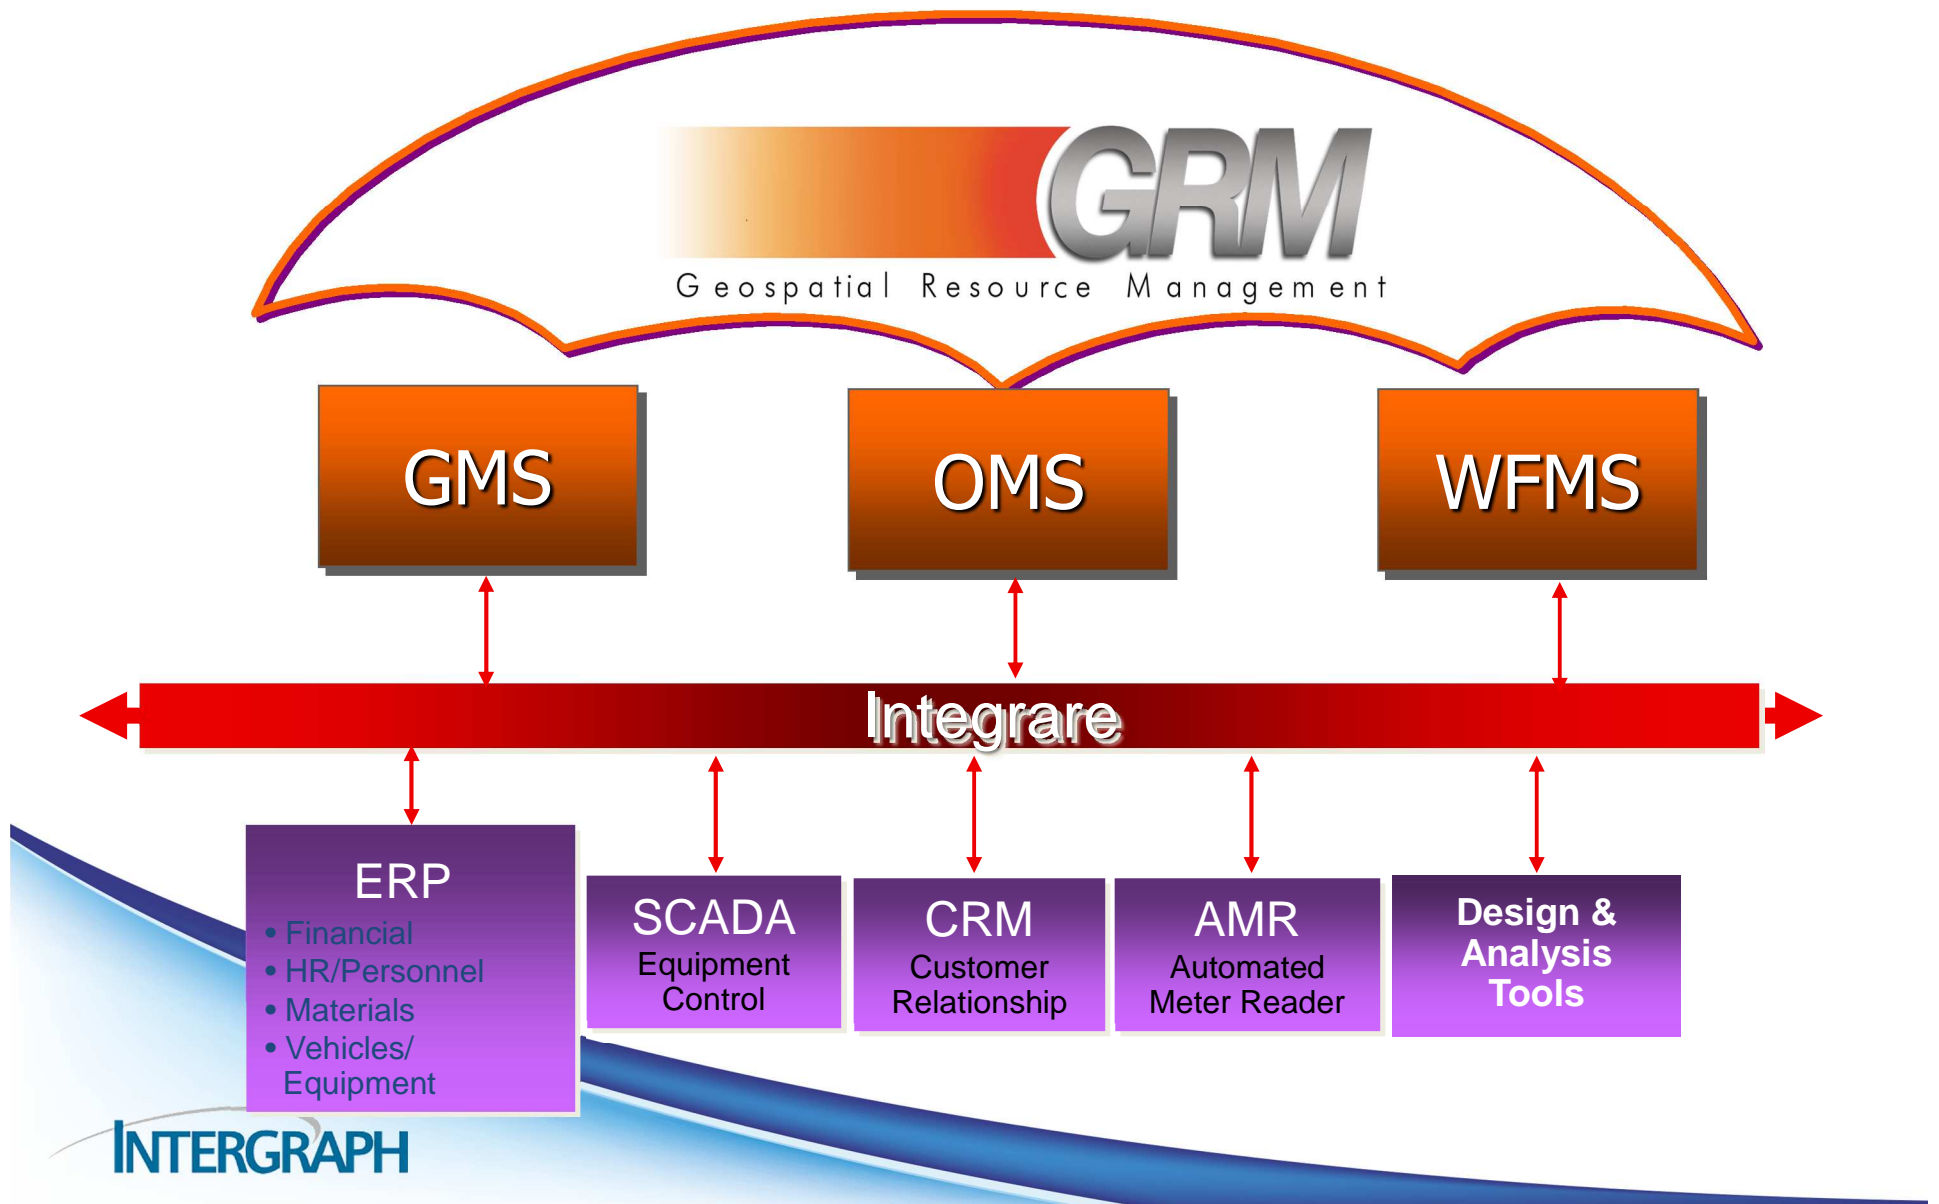 GRM
Geospatial Resource Management
GMS
OMS
WFMS
Integrare
ERP
• Financial
• HR/Personnel
• Materials
• Vehicles/
Equipment
SCADA
Equipment
Control
CRM
Customer
Relationship
AMR
Automated
Meter Reader
Design &
Analysis
Tools
INTERGRAPH